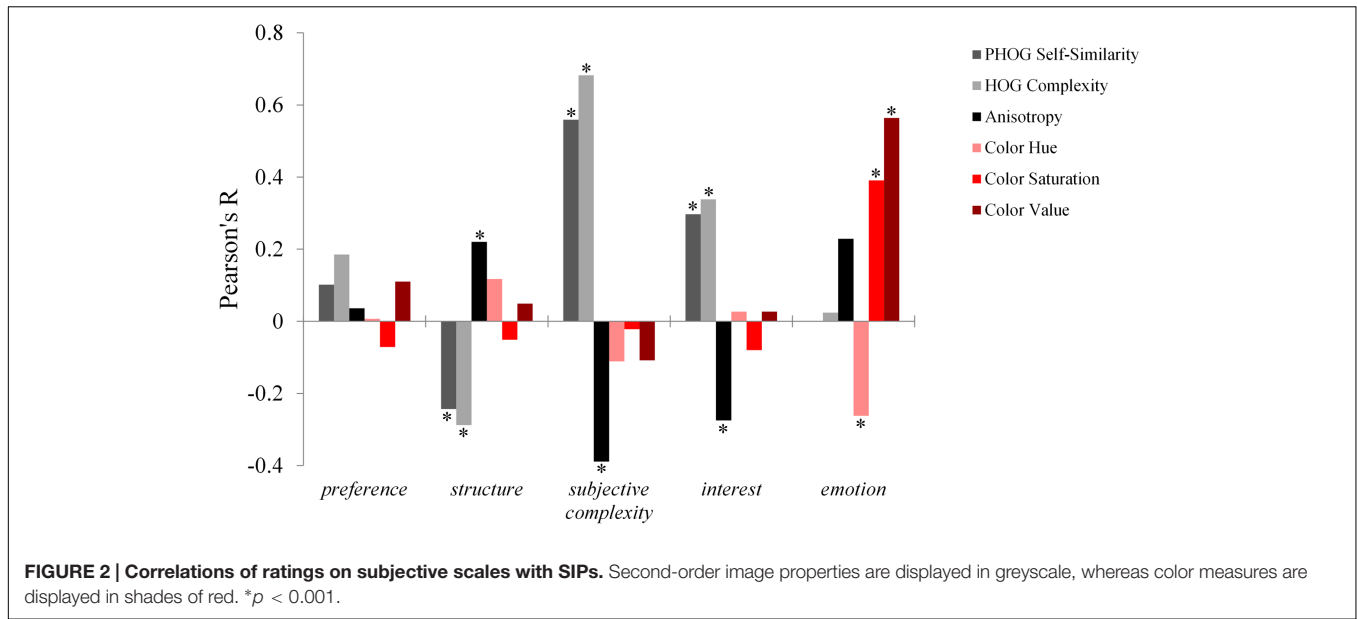 0.8
0.6
0.4
0.2
0
-0.2
-0.4
Pearson's R
* * * * * * * * * * * * *
preference structure subjective complexity interest emotion
PHOG Self-Similarity
HOG Complexity
Anisotropy
Color Hue
Color Saturation
Color Value
FIGURE 2 | Correlations of ratings on subjective scales with SIPs. Second-order image properties are displayed in greyscale, whereas color measures are
displayed in shades of red. *p < 0.001.